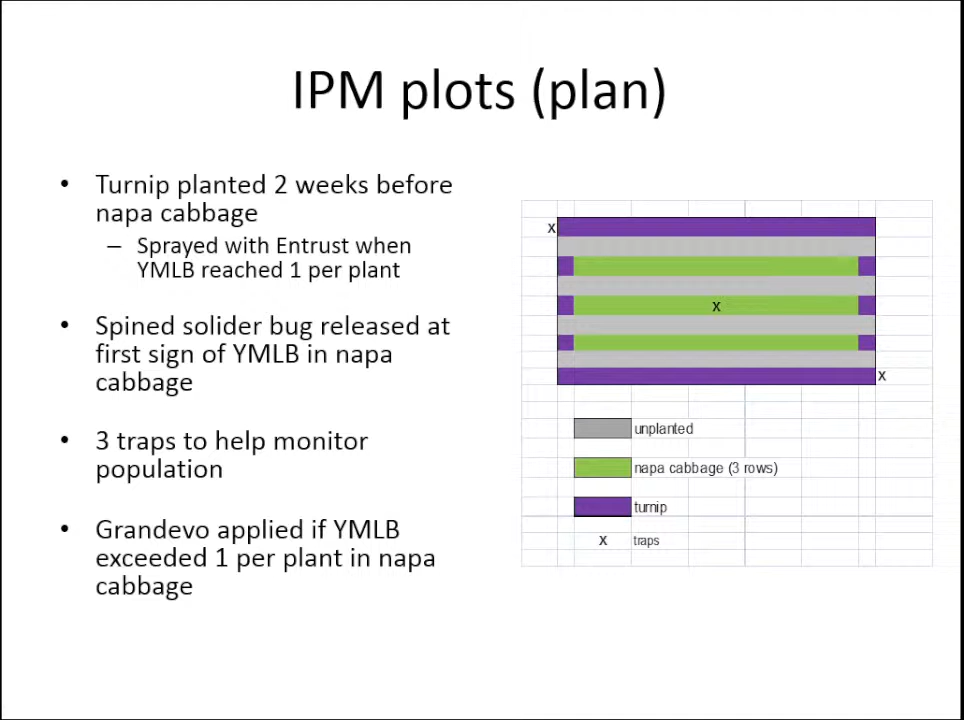 IPM plots (plan)
• Turnip planted 2 weeks before
napa cabbage
– Sprayed with Entrust when
YMLB reached 1 per plant
• Spined solider bug released at
first sign of YMLB in napa
cabbage
• 3 traps to help monitor
population
• Grandevo applied if YMLB
exceeded 1 per plant in napa
cabbage
x
x
x
unplanted
napa cabbage (3 rows)
turnip
x traps